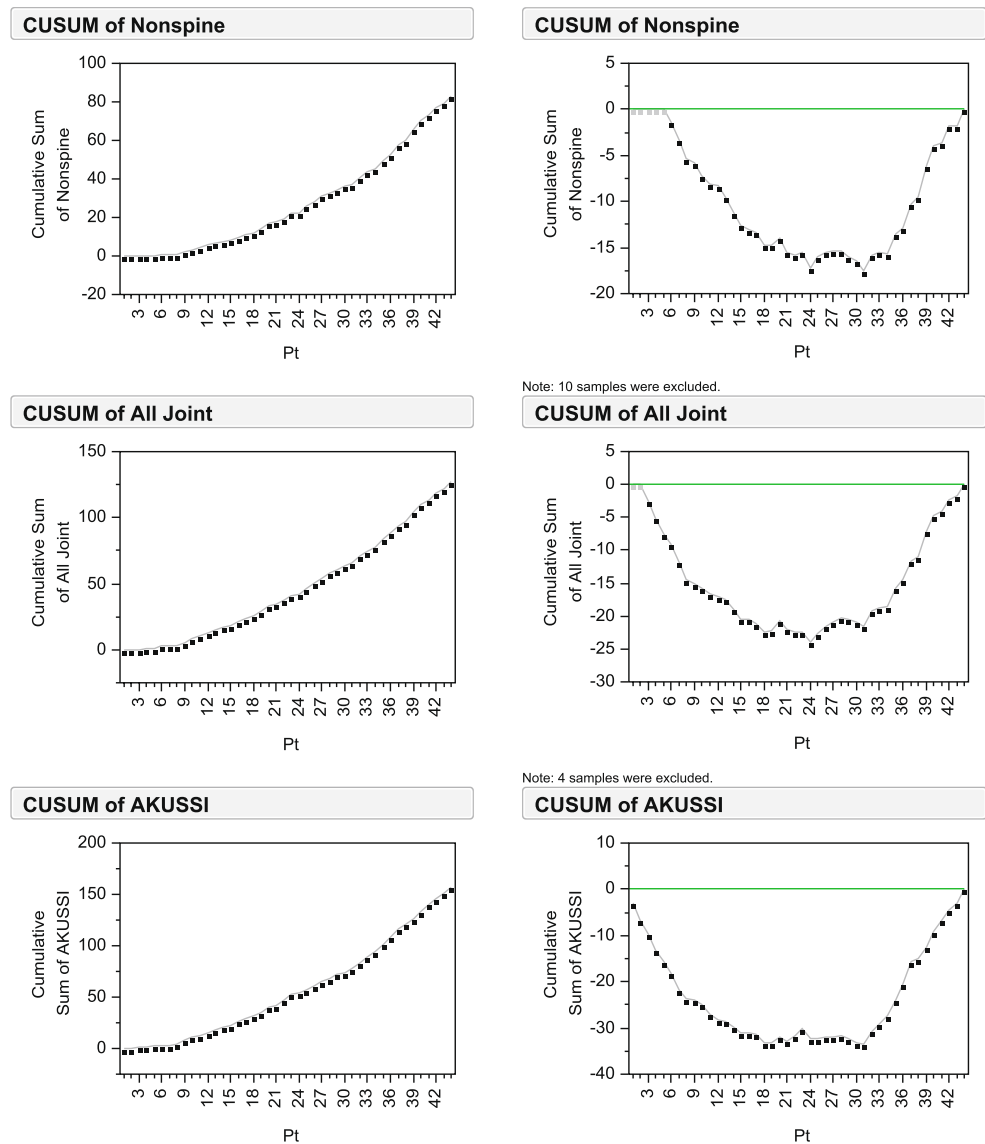 CUSUM of Nonspine
100
80
60
40
20
0
-20
Cumulative Sum
of Nonspine
3 6 9 12 15 18 21 24 27 30 33 36 39 42
Pt
CUSUM of Nonspine
5
0
-5
-10
-15
-20
Cumulative Sum
of Nonspine
3 6 9 12 15 18 21 24 27 30 33 36 39 42
Pt
Note: 10 samples were excluded.
CUSUM of All Joint
150
100
50
0
Cumulative Sum
of All Joint
3 6 9 12 15 18 21 24 27 30 33 36 39 42
Pt
CUSUM of All Joint
5
0
-5
-10
-15
-20
-25
-30
Cumulative Sum
of All Joint
3 6 9 12 15 18 21 24 27 30 33 36 39 42
Pt
Note: 4 samples were excluded.
CUSUM of AKUSSI
200
150
100
50
0
Cumulative
Sum of AKUSSI
3 6 9 12 15 18 21 24 27 30 33 36 39 42
Pt
CUSUM of AKUSSI
10
0
-10
-20
-30
-40
Cumulative
Sum of AKUSSI
3 6 9 12 15 18 21 24 27 30 33 36 39 42
Pt